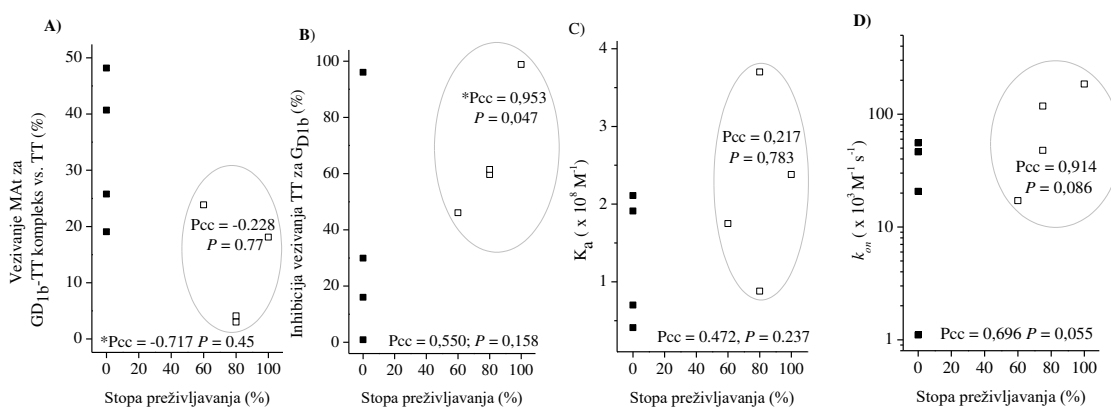 A)
Vezivanje MAt za
GD1b-TT kompleks vs. TT (%)
50
40
30
20
10
0
Pcc = -0.228
P = 0.77
*Pcc = -0.717 P = 0.45
0 20 40 60 80 100
Stopa preživljavanja (%)
B)
Inhibicija vezivanja TT za GD1b (%)
100
80
60
40
20
0
*Pcc = 0,953
P = 0,047
Pcc = 0,550; P = 0,158
0 20 40 60 80 100
Stopa preživljavanja (%)
C)
Ka ( x 10^8 M^-1)
4
3
2
1
Pcc = 0,217
P = 0,783
Pcc = 0.472, P = 0.237
0 20 40 60 80 100
Stopa preživljavanja (%)
D)
kon ( x 10^3 M^-1 s^-1)
100
10
1
Pcc = 0,914
P = 0,086
Pcc = 0,696 P = 0,055
0 20 40 60 80 100
Stopa preživljavanja (%)